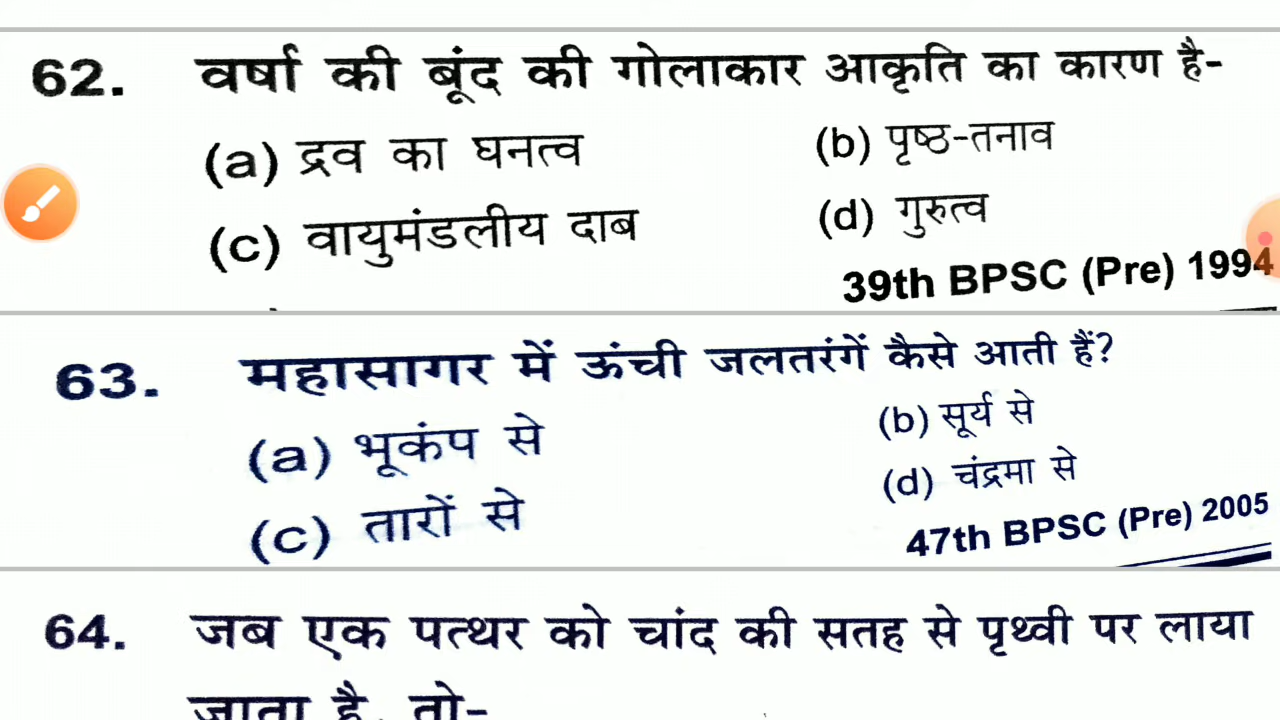 62. वर्षा की बूंद की गोलाकार आकृति का कारण है-
(a) द्रव का घनत्व (b) पृष्ठ-तनाव
(c) वायुमंडलीय दाब (d) गुरुत्व
39th BPSC (Pre) 1994
63. महासागर में ऊंची जलतरंगें कैसे आती हैं?
(a) भूकंप से (b) सूर्य से
(c) तारों से (d) चंद्रमा से
47th BPSC (Pre) 2005
64. जब एक पत्थर को चांद की सतह से पृथ्वी पर लाया
जाता है, तो-